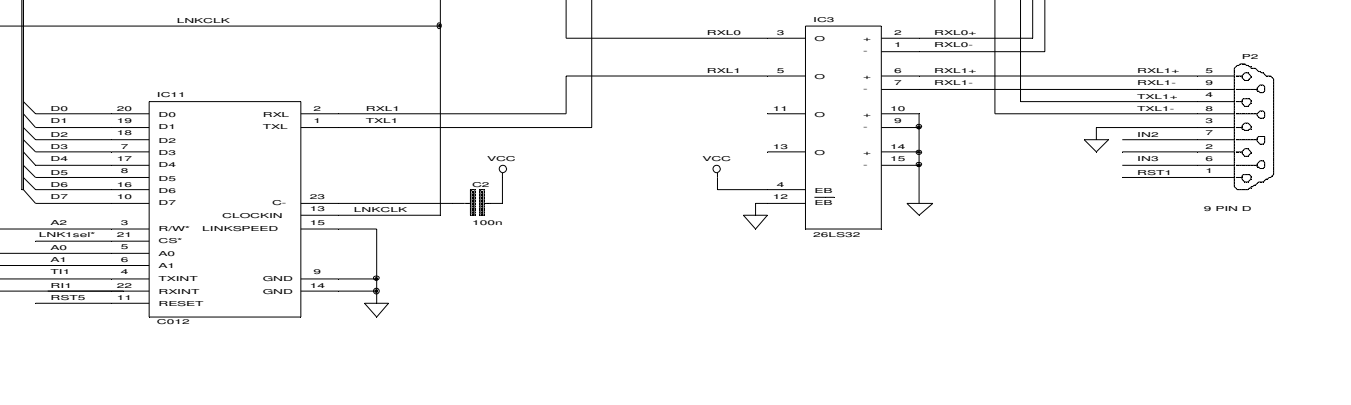 LNKCLK
IC3
RXL0 3 O + 2 RXL0+
- 1 RXL0-
P2
RXL1 5 O + 6 RXL1+ RXL1+ 5
- 7 RXL1- RXL1- 9
IC11
TXL1+ 4
D0 20 D0 RXL 2 RXL1 11 O + 10 TXL1- 8
D1 19 D1 TXL 1 TXL1 - 9 3
D2 18 D2 IN2 7
D3 7 D3 13 O + 14 2
D4 17 D4 VCC VCC - 15 IN3 6
D5 8 D5 RST1 1
D6 16 D6 C2 4 EB
D7 10 D7 C- 23 12 EB
CLOCKIN 13 LNKCLK 9 PIN D
A2 3 R/W* LINKSPEED 15 100n
LNK1sel* 21 CS* 26LS32
A0 5 A0
A1 6 A1
TI1 4 TXINT GND 9
RI1 22 RXINT GND 14
RST5 11 RESET
C012